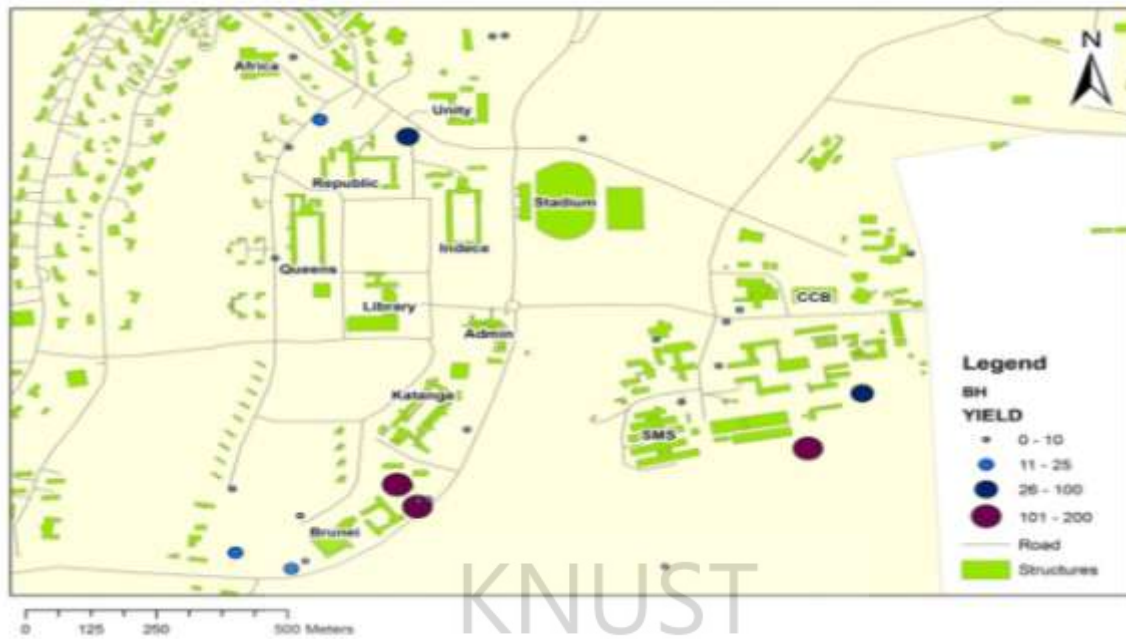 N
Africa
Unity
Republic
Stadium
Indece
Queens
Library
CCB
Admin
Katanga
SMS
Brunei
Legend
BH
YIELD
0 - 10
11 - 25
26 - 100
101 - 200
Road
Structures
KNUST
0 125 250 500 Meters